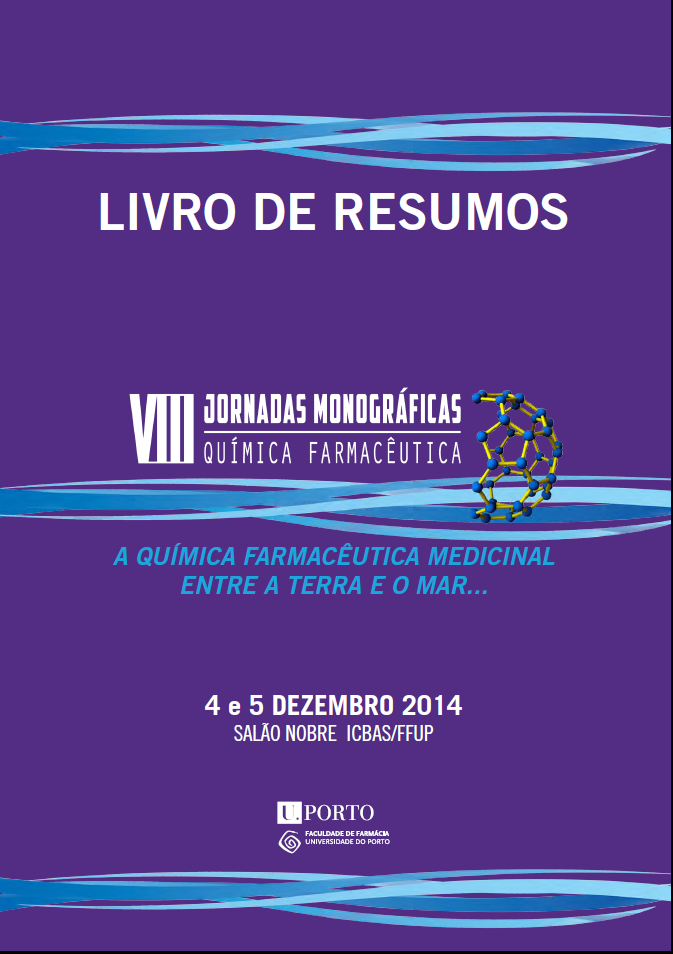 LIVRO DE RESUMOS
VIII JORNADAS MONOGRÁFICAS
QUÍMICA FARMACÊUTICA
A QUÍMICA FARMACÊUTICA MEDICINAL
ENTRE A TERRA E O MAR...
4 e 5 DEZEMBRO 2014
SALÃO NOBRE ICBAS/FFUP
U. PORTO
FACULDADE DE FARMÁCIA
UNIVERSIDADE DO PORTO